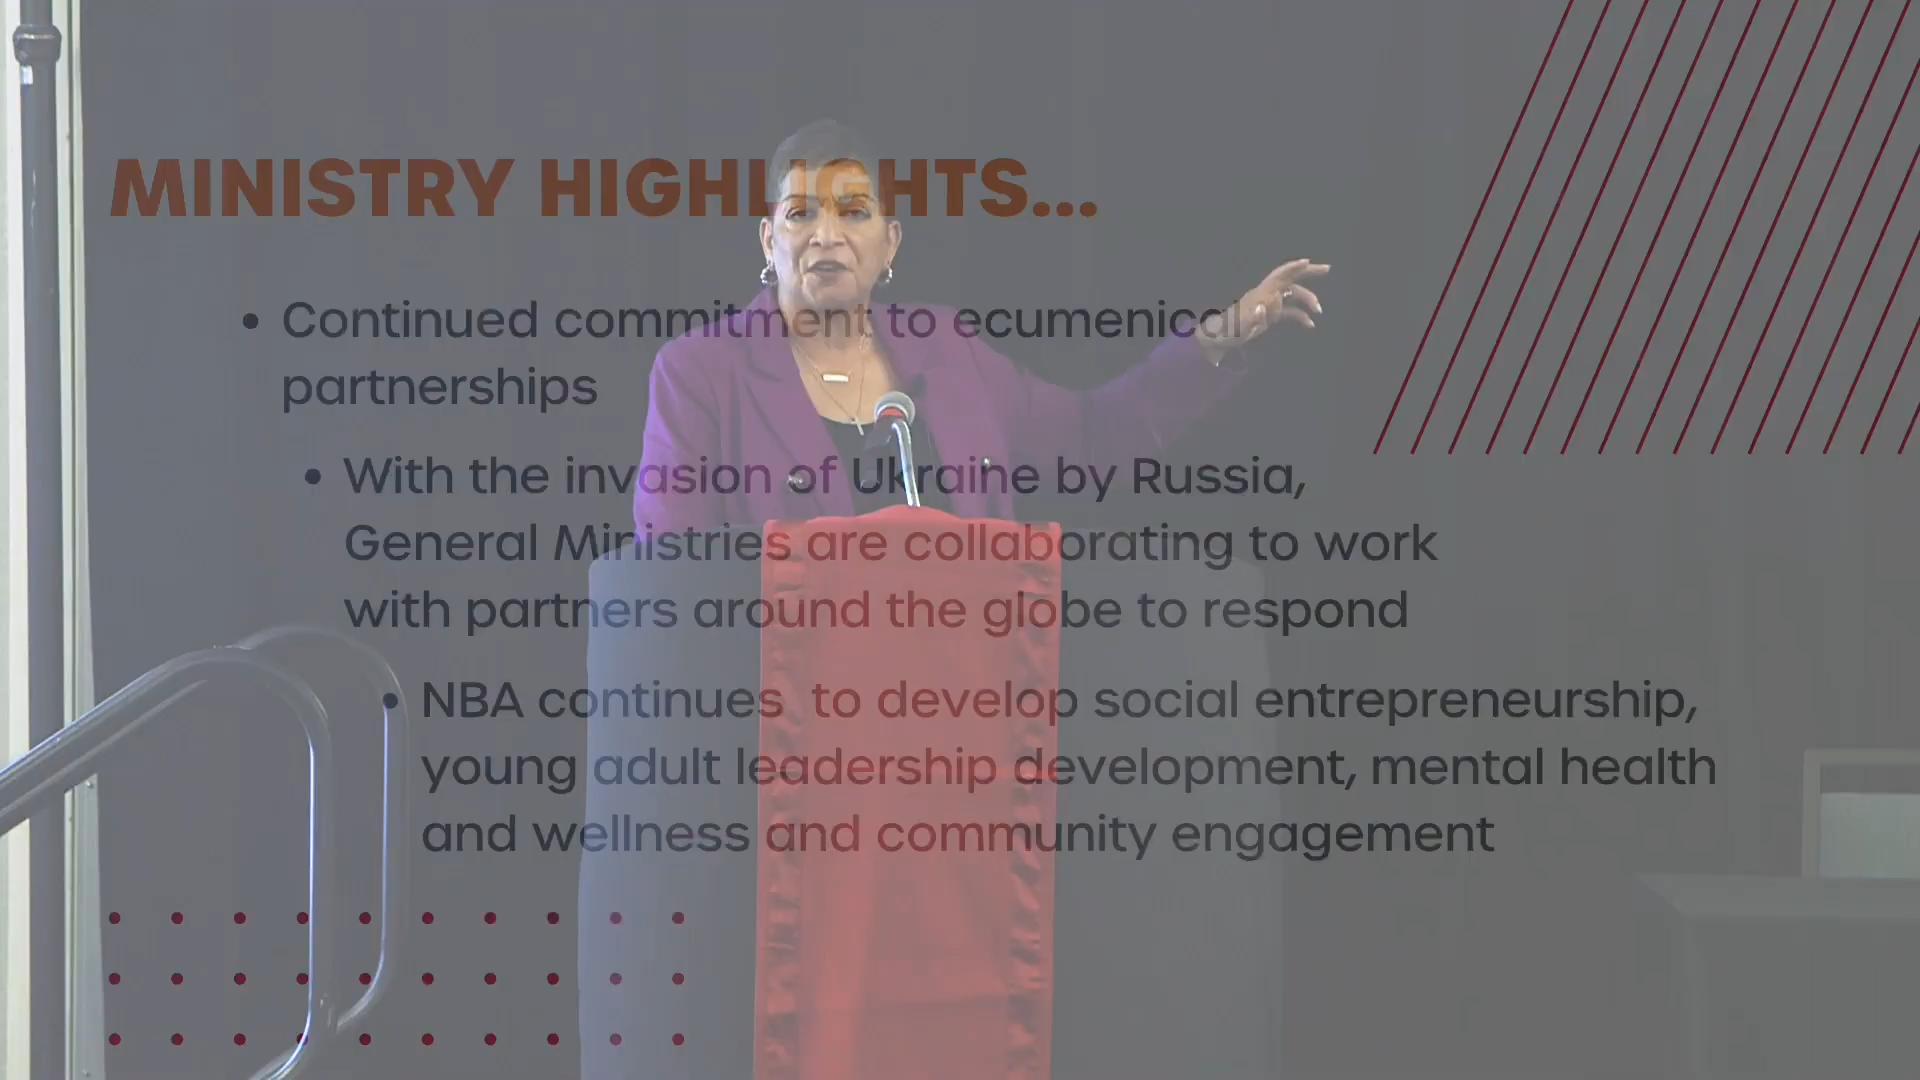 MINISTRY HIGHLIGHTS...
• Continued commitment to ecumenical
partnerships
• With the invasion of Ukraine by Russia,
General Ministries are collaborating to work
with partners around the globe to respond
• NBA continues to develop social entrepreneurship,
young adult leadership development, mental health
and wellness and community engagement